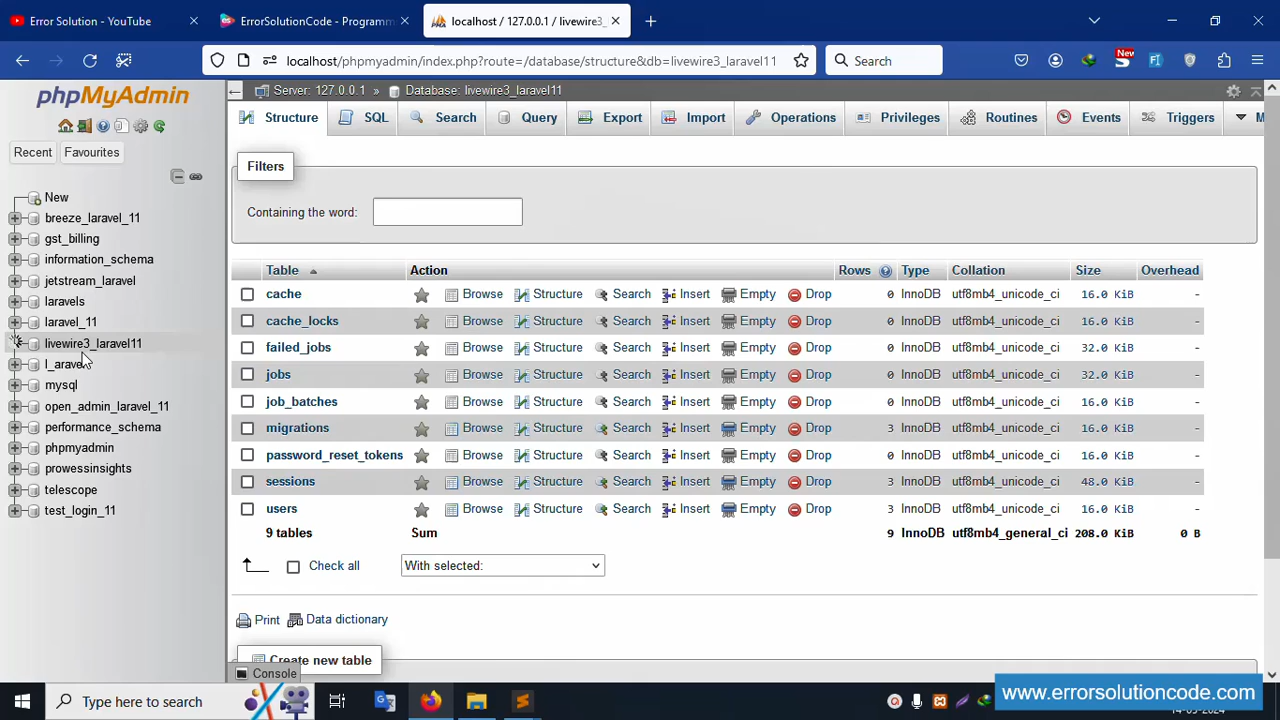 Error Solution - YouTube
ErrorSolutionCode - Programm
localhost / 127.0.0.1 / livewire3_
localhost/phpmyadmin/index.php?route=/database/structure&db=livewire3_laravel11
Search
New
phpMyAdmin
Recent
Favourites
New
breeze_laravel_11
gst_billing
information_schema
jetstream_laravel
laravels
laravel_11
livewire3_laravel11
l_aravel
mysql
open_admin_laravel_11
performance_schema
phpmyadmin
prowessinsights
telescope
test_login_11
Server: 127.0.0.1 » Database: livewire3_laravel11
Structure SQL Search Query Export Import Operations Privileges Routines Events Triggers M
Filters
Containing the word:
Table Action Rows Type Collation Size Overhead
cache Browse Structure Search Insert Empty Drop 0 InnoDB utf8mb4_unicode_ci 16.0 KiB -
cache_locks Browse Structure Search Insert Empty Drop 0 InnoDB utf8mb4_unicode_ci 16.0 KiB -
failed_jobs Browse Structure Search Insert Empty Drop 0 InnoDB utf8mb4_unicode_ci 32.0 KiB -
jobs Browse Structure Search Insert Empty Drop 0 InnoDB utf8mb4_unicode_ci 32.0 KiB -
job_batches Browse Structure Search Insert Empty Drop 0 InnoDB utf8mb4_unicode_ci 16.0 KiB -
migrations Browse Structure Search Insert Empty Drop 3 InnoDB utf8mb4_unicode_ci 16.0 KiB -
password_reset_tokens Browse Structure Search Insert Empty Drop 0 InnoDB utf8mb4_unicode_ci 16.0 KiB -
sessions Browse Structure Search Insert Empty Drop 3 InnoDB utf8mb4_unicode_ci 48.0 KiB -
users Browse Structure Search Insert Empty Drop 3 InnoDB utf8mb4_unicode_ci 16.0 KiB -
9 tables Sum 9 InnoDB utf8mb4_general_ci 208.0 KiB 0 B
Check all With selected:
Print Data dictionary
Create new table
Console
Type here to search
www.errorsolutioncode.com